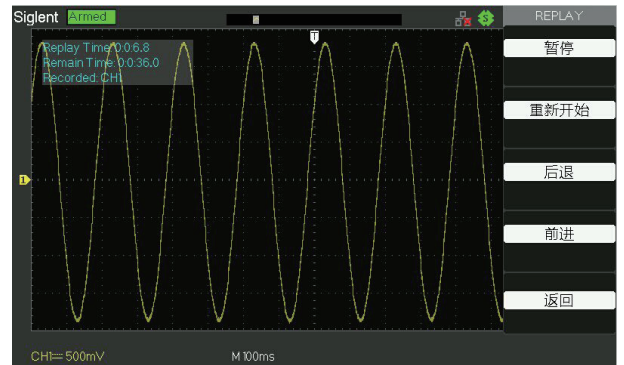 Siglent Armed REPLAY
T
Replay Time:0:0:6.8
Remain Time:0:0:36.0
Recorded: CH1
暂停
重新开始
1
后退
前进
返回
CH1 500mV M 100ms